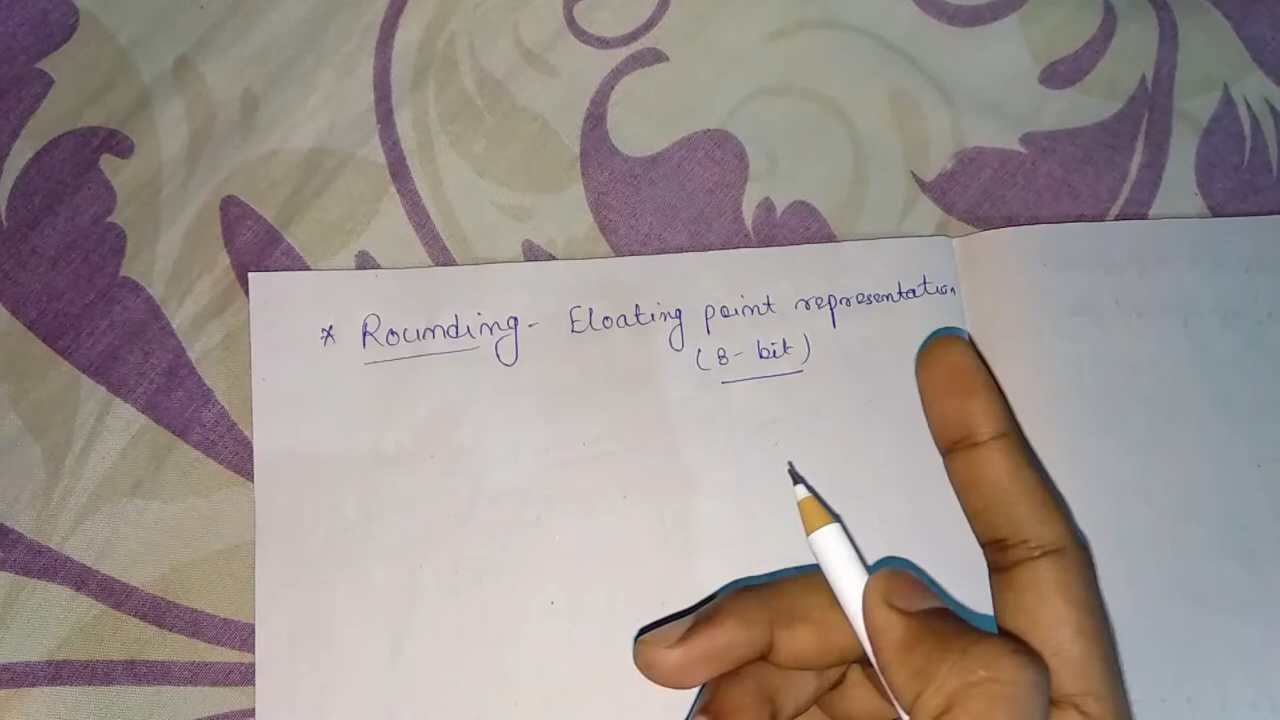 * Rounding - Floating point representation
(8-bit)